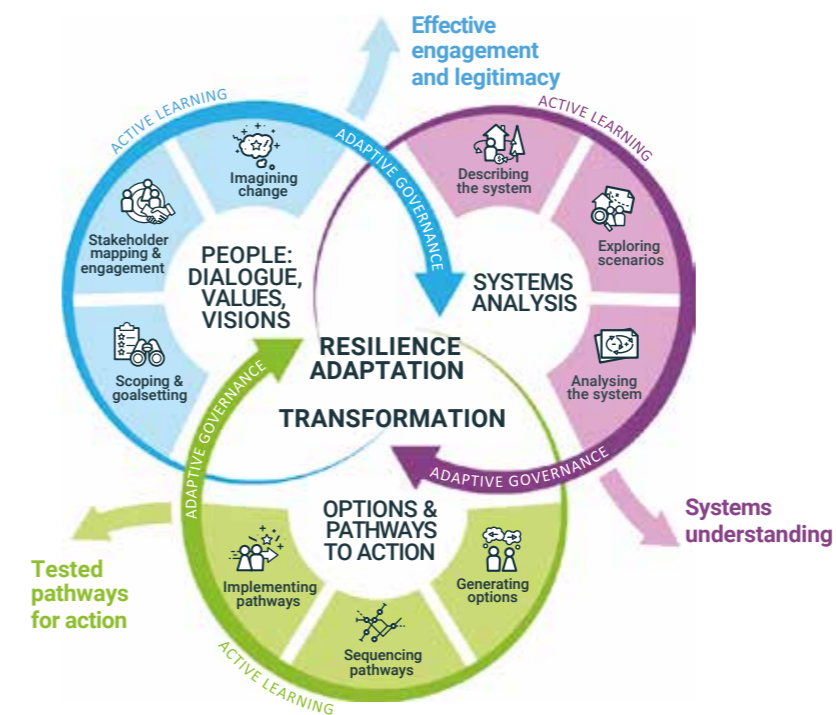 Effective
engagement
and legitimacy
ACTIVE LEARNING
ADAPTIVE GOVERNANCE
Imagining
change
Stakeholder
mapping &
engagement
Scoping &
goalsetting
PEOPLE:
DIALOGUE,
VALUES,
VISIONS
ACTIVE LEARNING
Describing
the system
Exploring
scenarios
Analysing
the system
SYSTEMS
ANALYSIS
ADAPTIVE GOVERNANCE
Systems
understanding
RESILIENCE
ADAPTATION
TRANSFORMATION
ADAPTIVE GOVERNANCE
OPTIONS &
PATHWAYS
TO ACTION
Generating
options
Sequencing
pathways
Implementing
pathways
ACTIVE LEARNING
Tested
pathways
for action